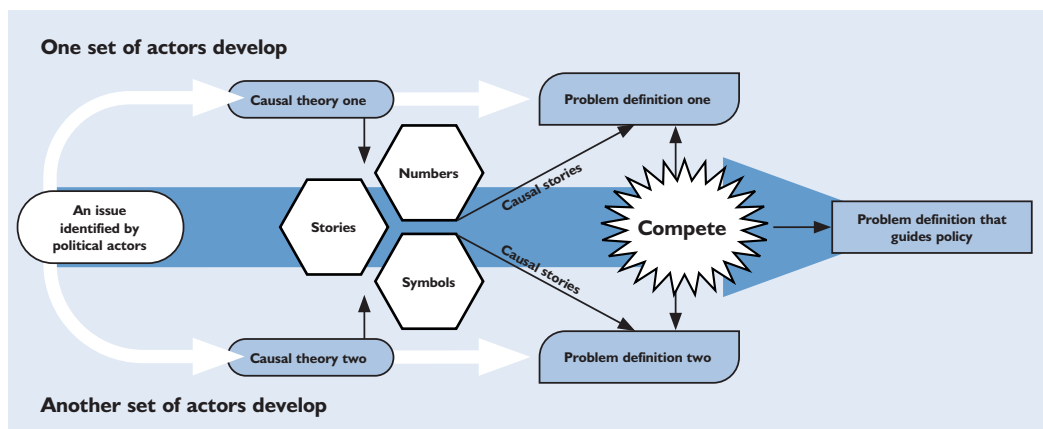 One set of actors develop
Causal theory one
Problem definition one
Numbers
Causal stories
An issue
identified by
political actors
Stories
Compete
Problem definition that
guides policy
Symbols
Causal stories
Causal theory two
Problem definition two
Another set of actors develop